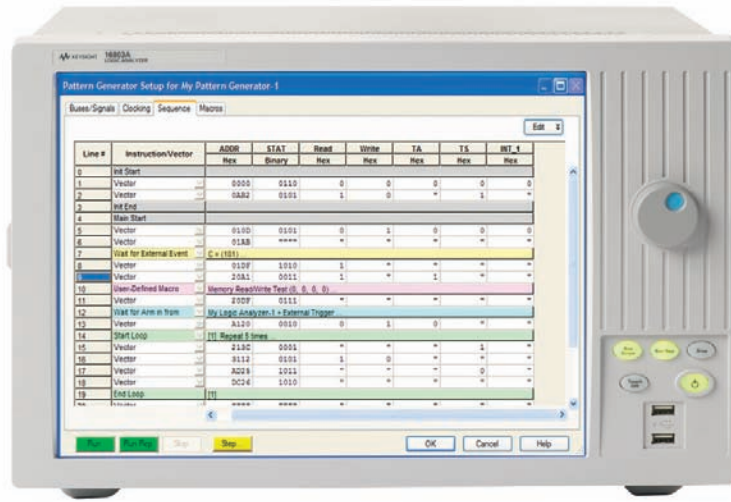 KEYSIGHT 16803A
LOGIC ANALYZER
Pattern Generator Setup for My Pattern Generator-1
Buses/Signals Clocking Sequence Macros
Edit
Line # Instruction/Vector ADDR STAT Read Write TA TS INT_1
Hex Binary Hex Hex Hex Hex Hex
0 Init Start
1 Vector 0000 0110 0 0 0 0 0
2 Vector 0AB2 0101 1 0 * 1 *
3 Init End
4 Main Start
5 Vector 010D 0101 0 1 0 0 0
6 Vector 01AB **** * * * * *
7 Wait for External Event C = (101) ...
8 Vector 01DF 1010 1 * * * *
9 Vector 20A1 0011 1 * 1 * *
10 User-Defined Macro Memory Read/Write Test (0, 0, 0, 0) ...
11 Vector 20DF 0111 * * * * *
12 Wait for Arm in from My Logic Analyzer-1 + External Trigger ...
13 Vector A120 0010 0 1 0 * *
14 Start Loop [1] Repeat 5 times ...
15 Vector 213C 0001 * * * 1 *
16 Vector 3112 0101 1 0 * * *
17 Vector AD25 1011 * * * 0 *
18 Vector DC26 1010 * * * * *
19 End Loop [1]
Run Run Rep Stop Step OK Cancel Help